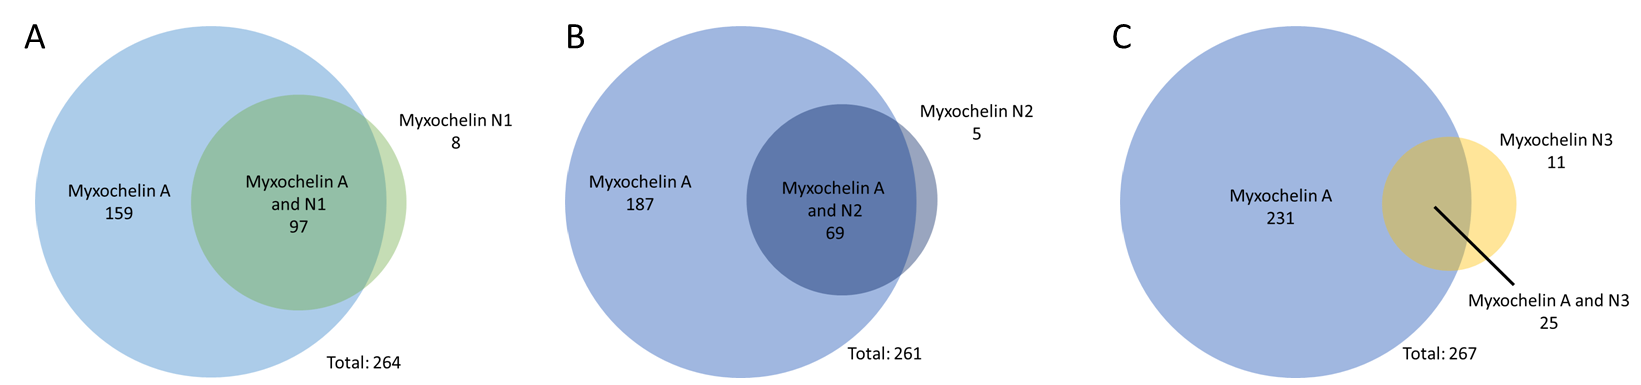 A
Myxochelin A
159
Myxochelin A
and N1
97
Myxochelin N1
8
Total: 264
B
Myxochelin A
187
Myxochelin A
and N2
69
Myxochelin N2
5
Total: 261
C
Myxochelin A
231
Myxochelin N3
11
Myxochelin A and N3
25
Total: 267